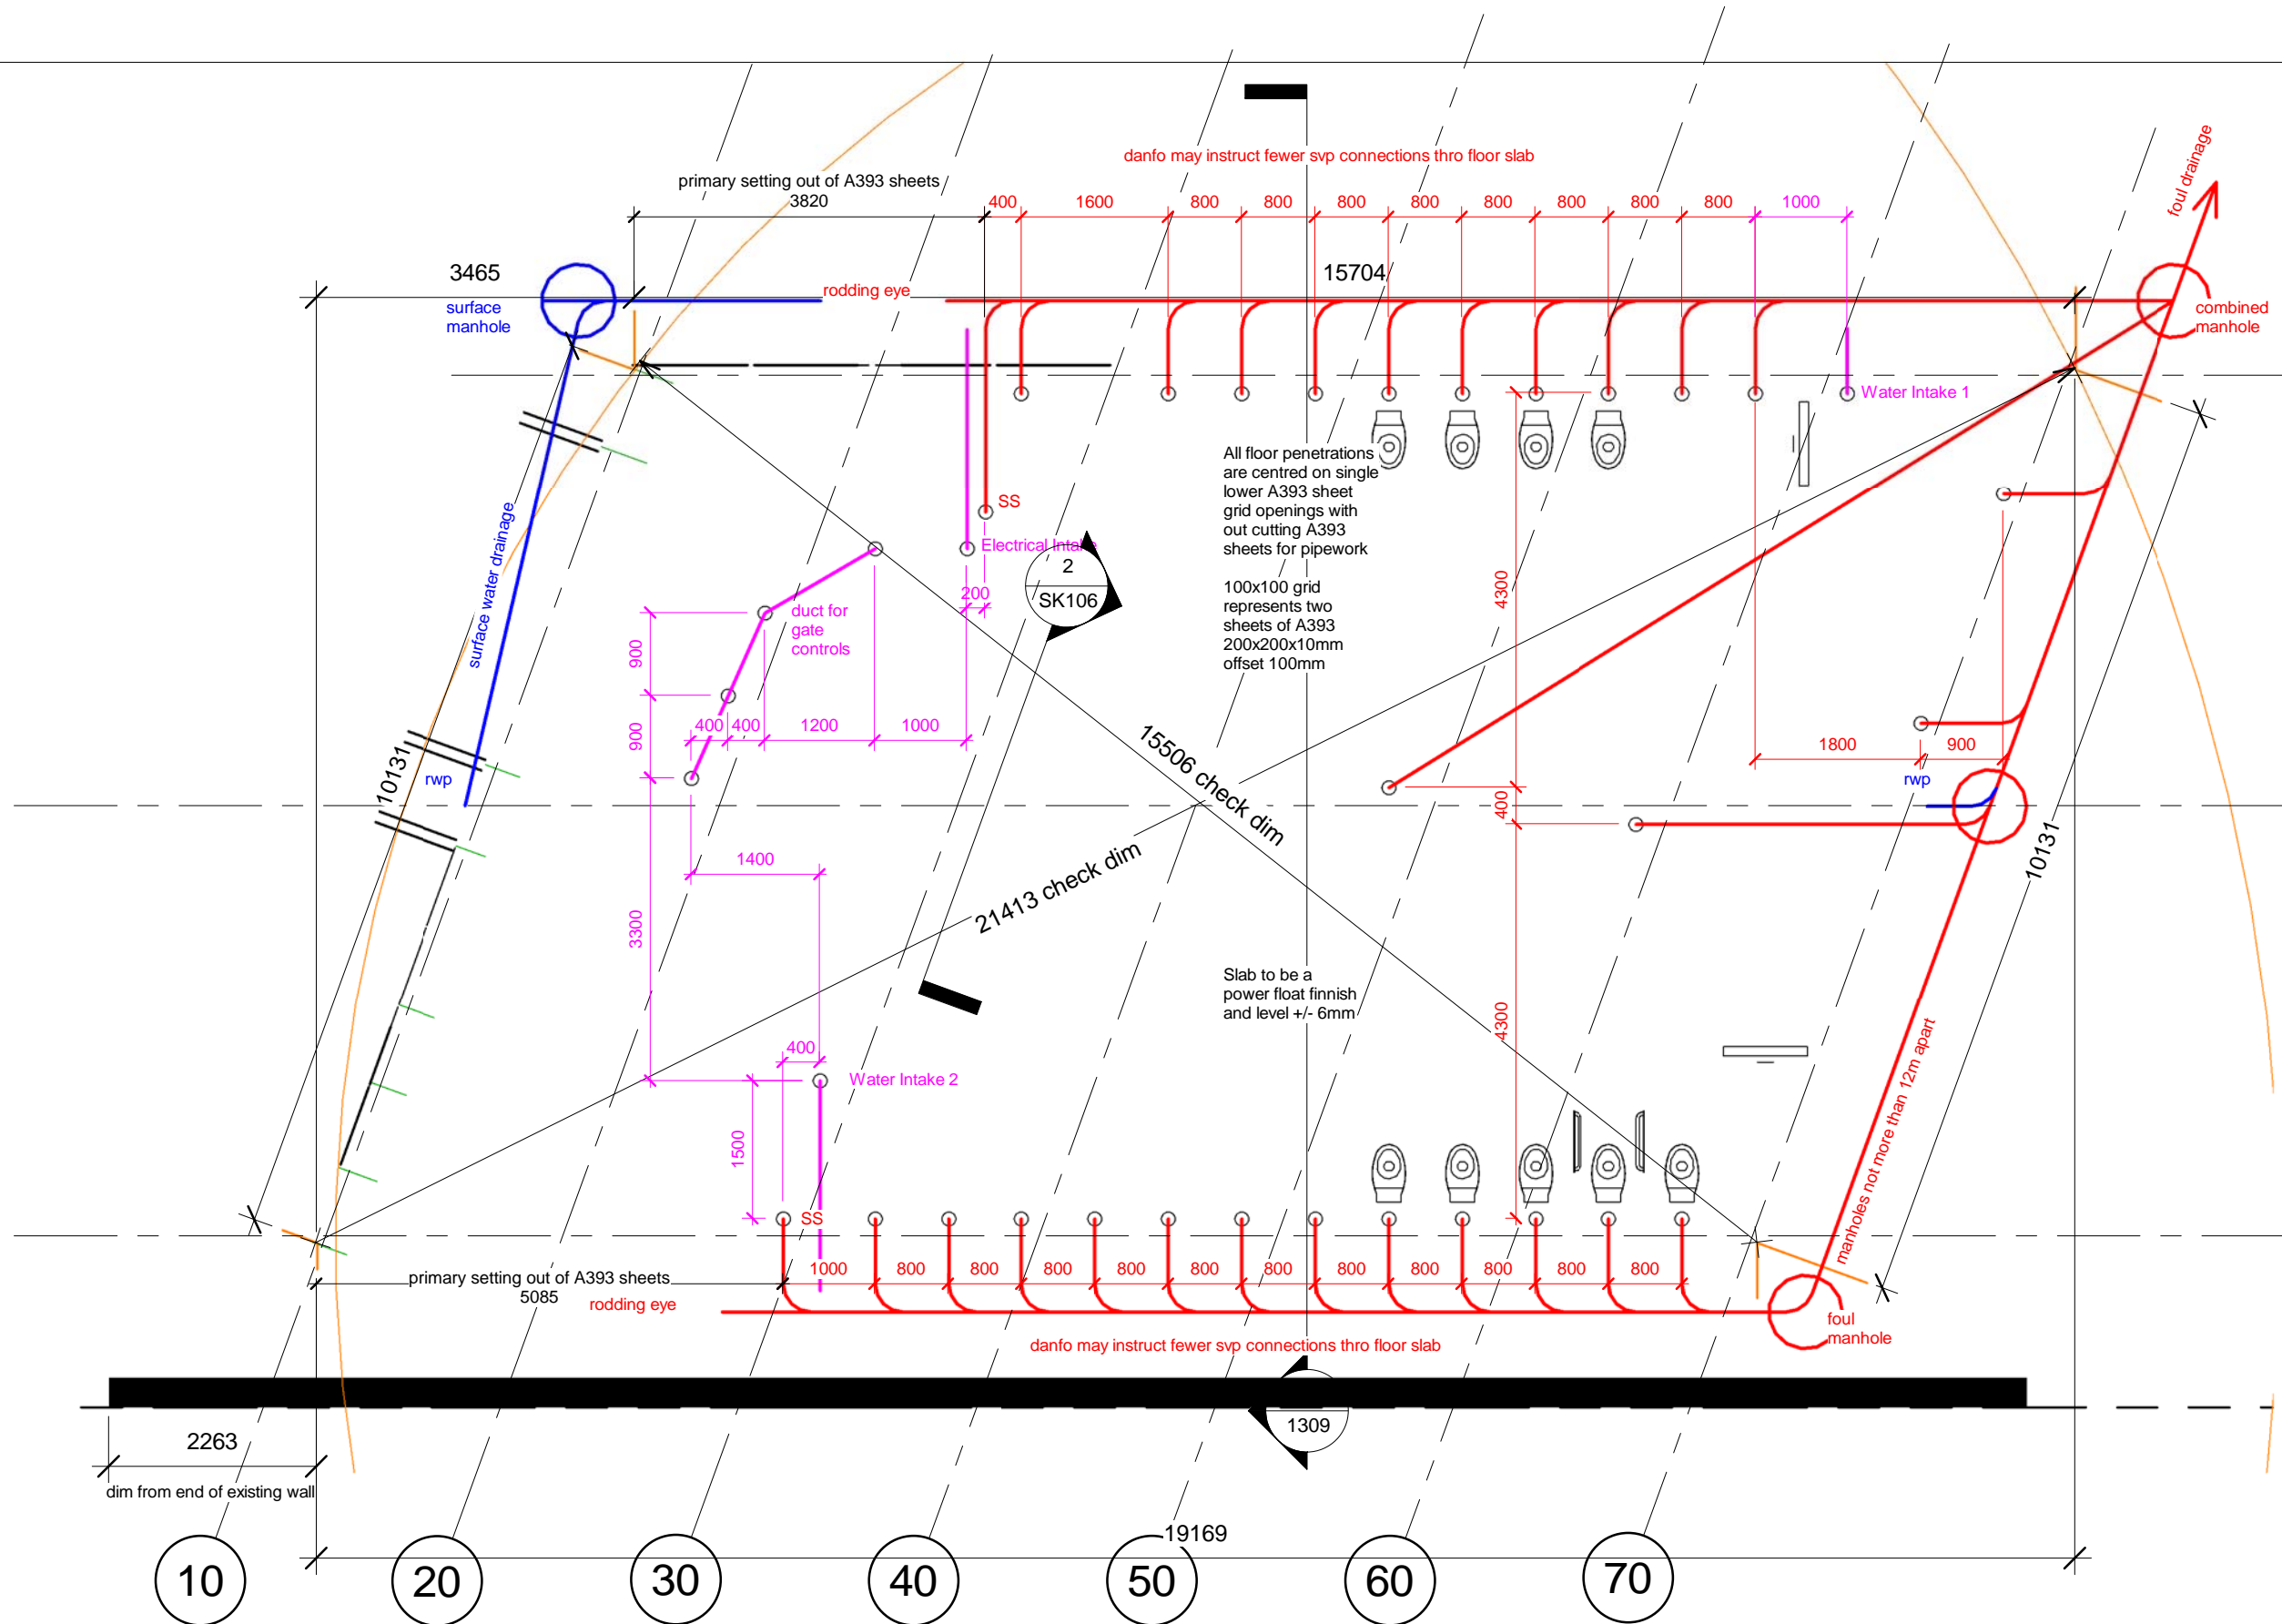 danfo may instruct fewer svp connections thro floor slab
foul drainage
primary setting out of A393 sheets
3820
400
1600
800
800
800
800
800
800
800
800
1000
3465
15704
surface
manhole
rodding eye
combined
manhole
Water Intake 1
All floor penetrations
are centred on single
lower A393 sheet
grid openings with
out cutting A393
sheets for pipework
100x100 grid
represents two
sheets of A393
200x200x10mm
offset 100mm
SS
Electrical Intake
2
SK106
200
surface water drainage
duct for
gate
controls
900
900
400
400
1200
1000
4300
400
4300
1800
900
rwp
rwp
10131
10131
15506 check dim
21413 check dim
1400
3300
Slab to be a
power float finnish
and level +/- 6mm
400
Water Intake 2
1500
SS
manholes not more than 12m apart
primary setting out of A393 sheets
5085
rodding eye
1000
800
800
800
800
800
800
800
800
800
800
800
foul
manhole
danfo may instruct fewer svp connections thro floor slab
1309
2263
dim from end of existing wall
19169
10
20
30
40
50
60
70